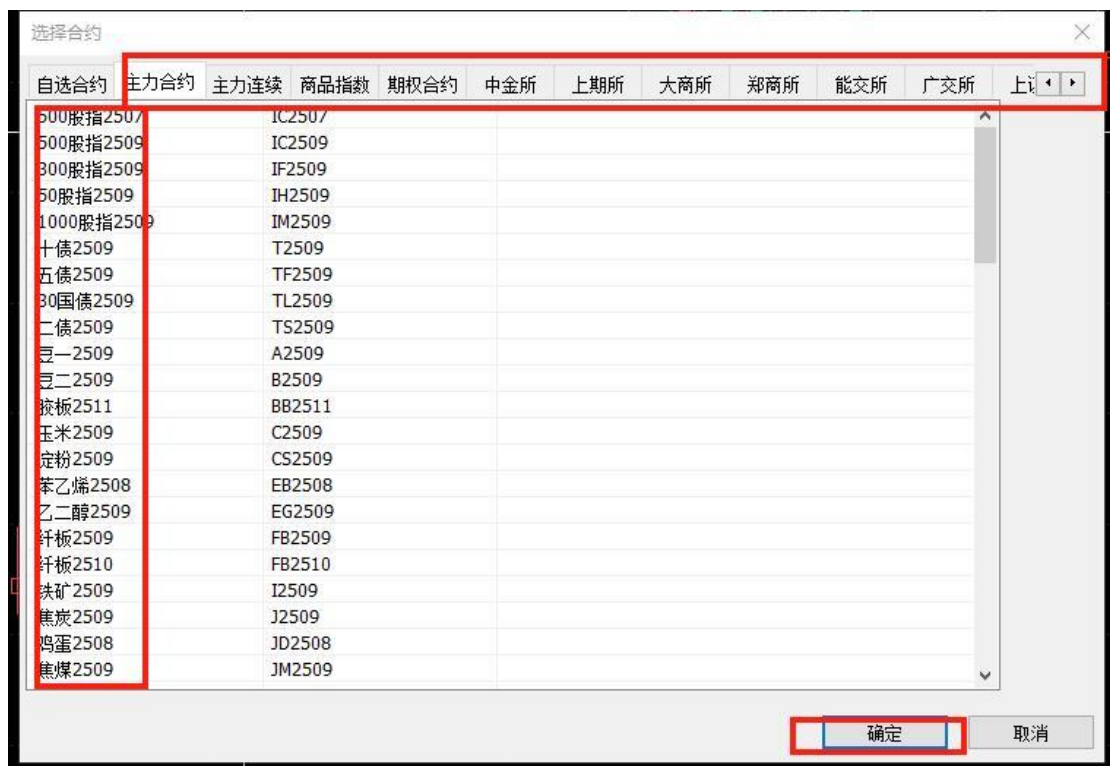 选择合约
自选合约 主力合约 主力连续 商品指数 期权合约 中金所 上期所 大商所 郑商所 能交所 广交所 上证
500股指2507 IC2507
500股指2509 IC2509
300股指2509 IF2509
50股指2509 IH2509
1000股指2509 IM2509
十债2509 T2509
五债2509 TF2509
30国债2509 TL2509
二债2509 TS2509
豆一2509 A2509
豆二2509 B2509
胶板2511 BB2511
玉米2509 C2509
淀粉2509 CS2509
苯乙烯2508 EB2508
乙二醇2509 EG2509
纤板2509 FB2509
纤板2510 FB2510
铁矿2509 I2509
焦炭2509 J2509
鸡蛋2508 JD2508
焦煤2509 JM2509
确定 取消